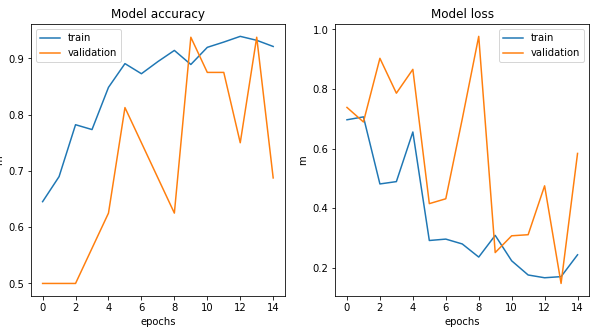 Model accuracy
train
validation
0.9
0.8
0.7
0.6
0.5
0 2 4 6 8 10 12 14
epochs
Model loss
train
validation
m
1.0
0.8
0.6
0.4
0.2
0 2 4 6 8 10 12 14
epochs